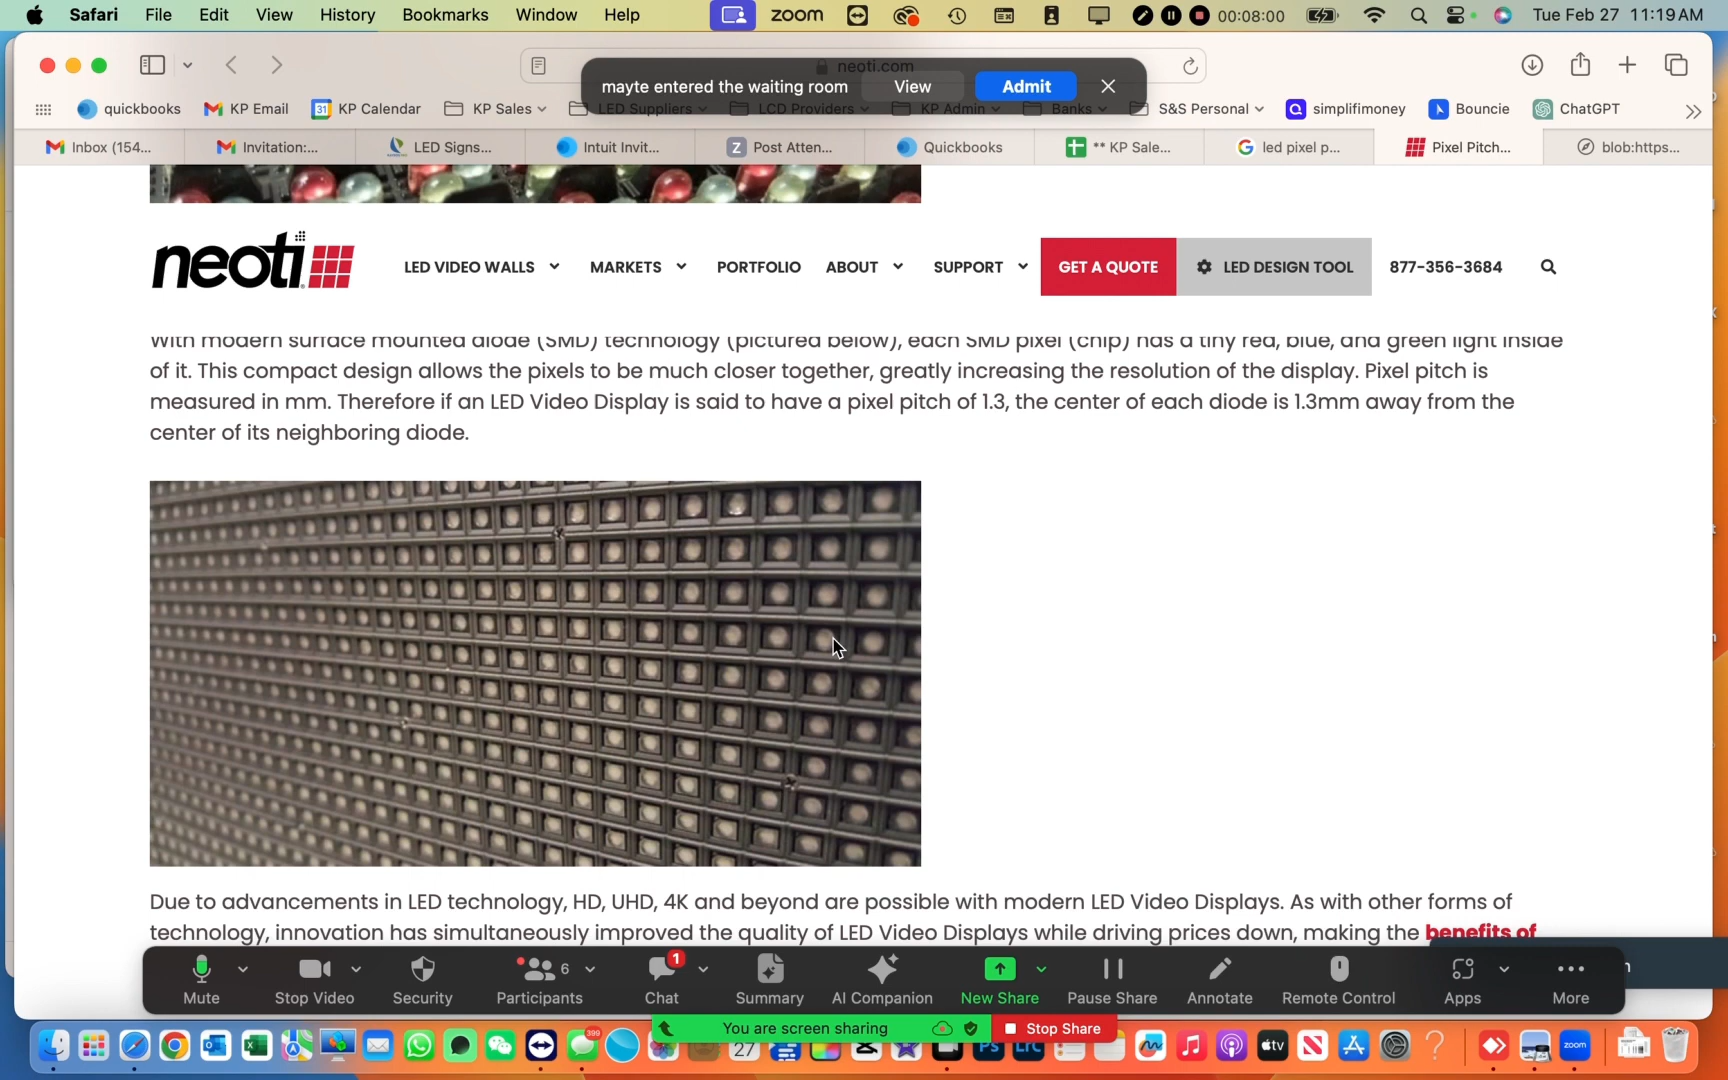 Safari File Edit View History Bookmarks Window Help zoom 00:08:00 Tue Feb 27 11:19 AM
neoti.com
mayte entered the waiting room View Admit
quickbooks KP Email 31 KP Calendar KP Sales LED Suppliers LCD Providers KP Admin Banks S&S Personal simplifimoney Bouncie ChatGPT
Inbox (154... Invitation:... LED Signs... Intuit Invit... Z Post Atten... Quickbooks ** KP Sale... led pixel p... Pixel Pitch... blob:https...
neoti LED VIDEO WALLS MARKETS PORTFOLIO ABOUT SUPPORT GET A QUOTE LED DESIGN TOOL 877-356-3684
With modern surface mounted diode (SMD) technology (pictured below), each SMD pixel (chip) has a tiny red, blue, and green light inside
of it. This compact design allows the pixels to be much closer together, greatly increasing the resolution of the display. Pixel pitch is
measured in mm. Therefore if an LED Video Display is said to have a pixel pitch of 1.3, the center of each diode is 1.3mm away from the
center of its neighboring diode.
Due to advancements in LED technology, HD, UHD, 4K and beyond are possible with modern LED Video Displays. As with other forms of
technology, innovation has simultaneously improved the quality of LED Video Displays while driving prices down, making the benefits of
6 1
Mute Stop Video Security Participants Chat Summary AI Companion New Share Pause Share Annotate Remote Control Apps More
You are screen sharing Stop Share
399 27 Ps LrC tv zoom